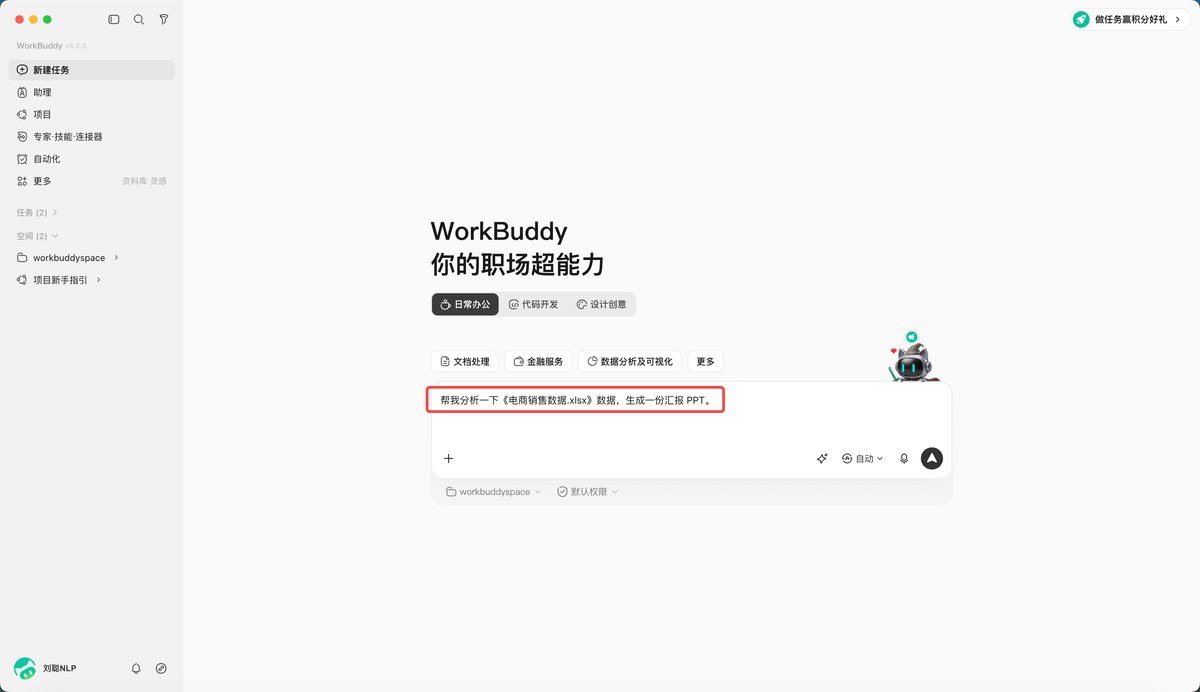 做任务赢积分好礼
WorkBuddy v5.2.3
新建任务
助理
项目
专家·技能·连接器
自动化
更多 资料库·灵感
任务 (2)
空间 (2)
workbuddyspace
项目新手指引
WorkBuddy
你的职场超能力
日常办公 代码开发 设计创意
文档处理 金融服务 数据分析及可视化 更多
帮我分析一下《电商销售数据.xlsx》数据，生成一份汇报 PPT。
自动
workbuddyspace 默认权限
刘聪NLP